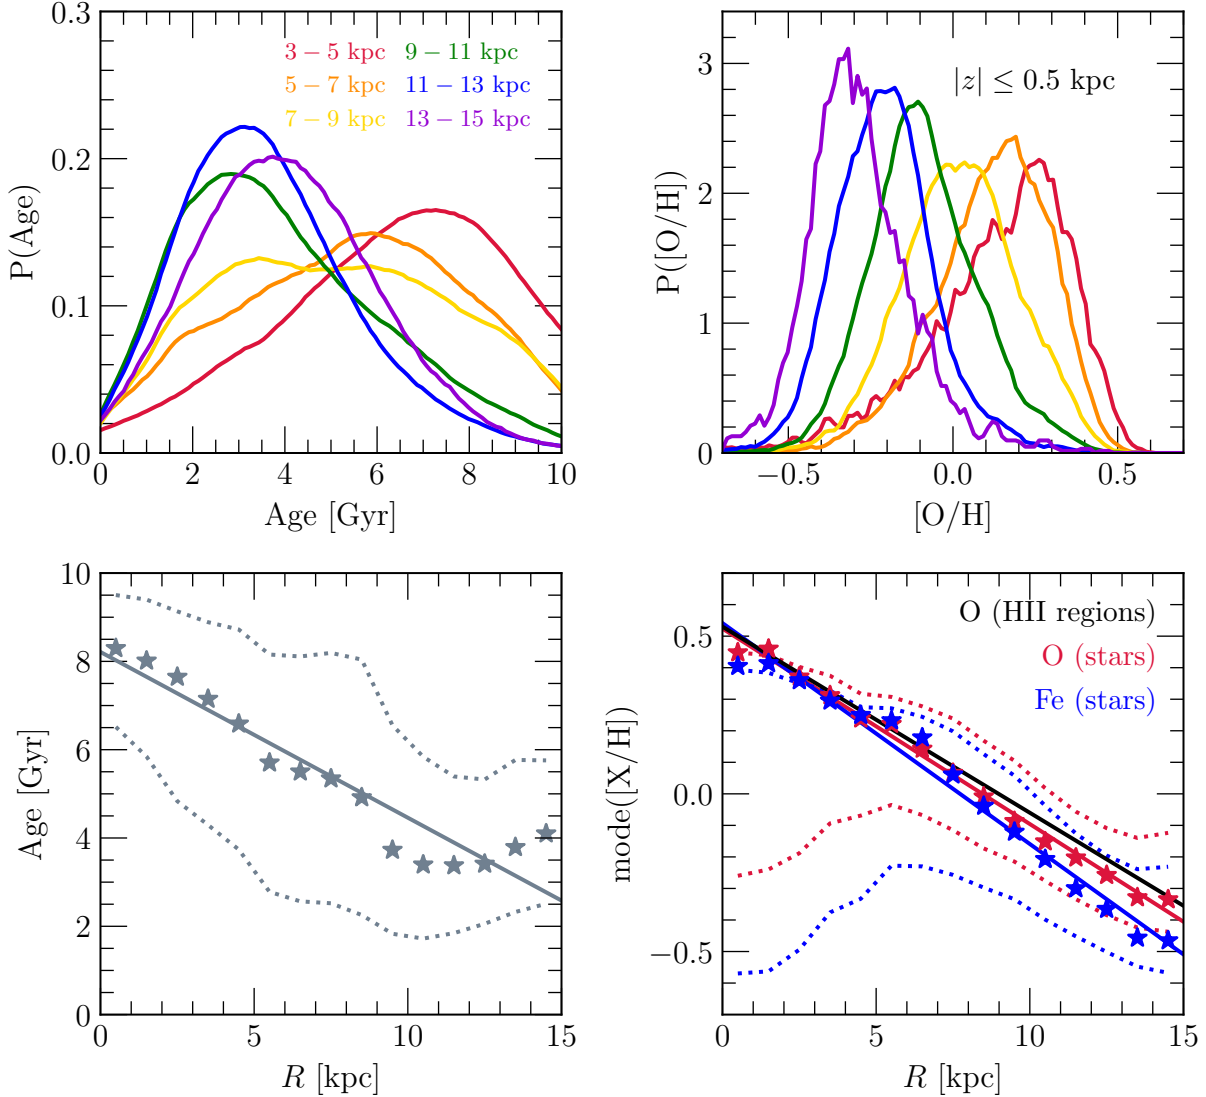 0.3
0.2
0.1
0.0
P(Age)
3 − 5 kpc 9 − 11 kpc
5 − 7 kpc 11 − 13 kpc
7 − 9 kpc 13 − 15 kpc
0 2 4 6 8 10
Age [Gyr]
3
2
1
0
P([O/H])
|z| ≤ 0.5 kpc
−0.5 0.0 0.5
[O/H]
10
8
6
4
2
0
Age [Gyr]
0 5 10 15
R [kpc]
0.5
0.0
−0.5
mode([X/H])
O (HII regions)
O (stars)
Fe (stars)
0 5 10 15
R [kpc]